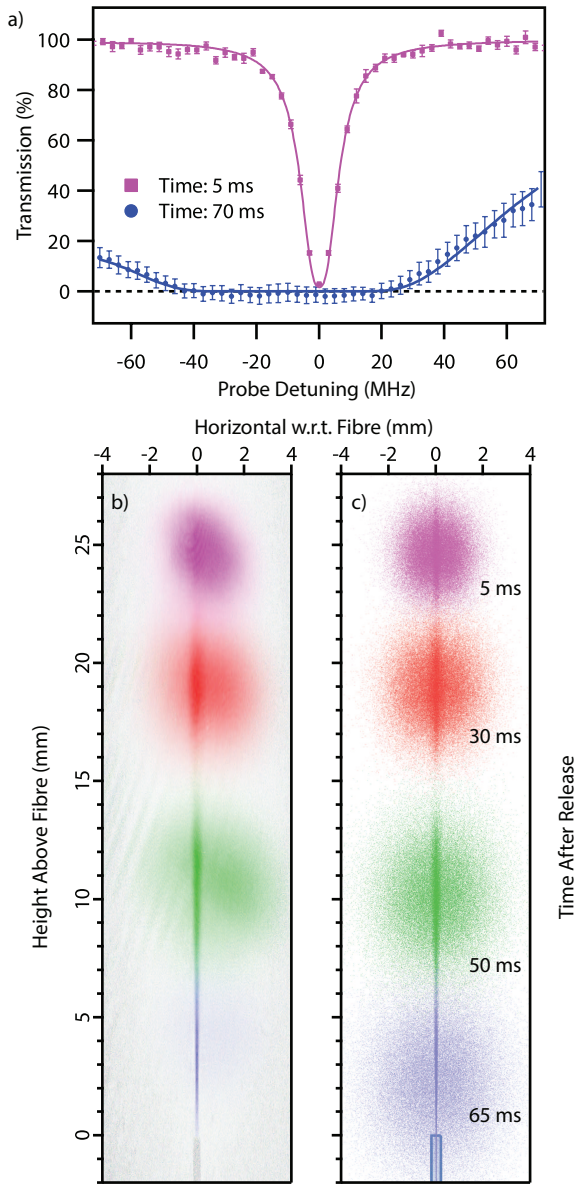 a)
100
80
60
40
20
0
Transmission (%)
Time: 5 ms
Time: 70 ms
-60 -40 -20 0 20 40 60
Probe Detuning (MHz)
Horizontal w.r.t. Fibre (mm)
-2 0 2 4 -4 -2 0 2 4
b) c)
25
20
15
10
5
0
Height Above Fibre (mm)
5 ms
30 ms
50 ms
65 ms
Time After Release